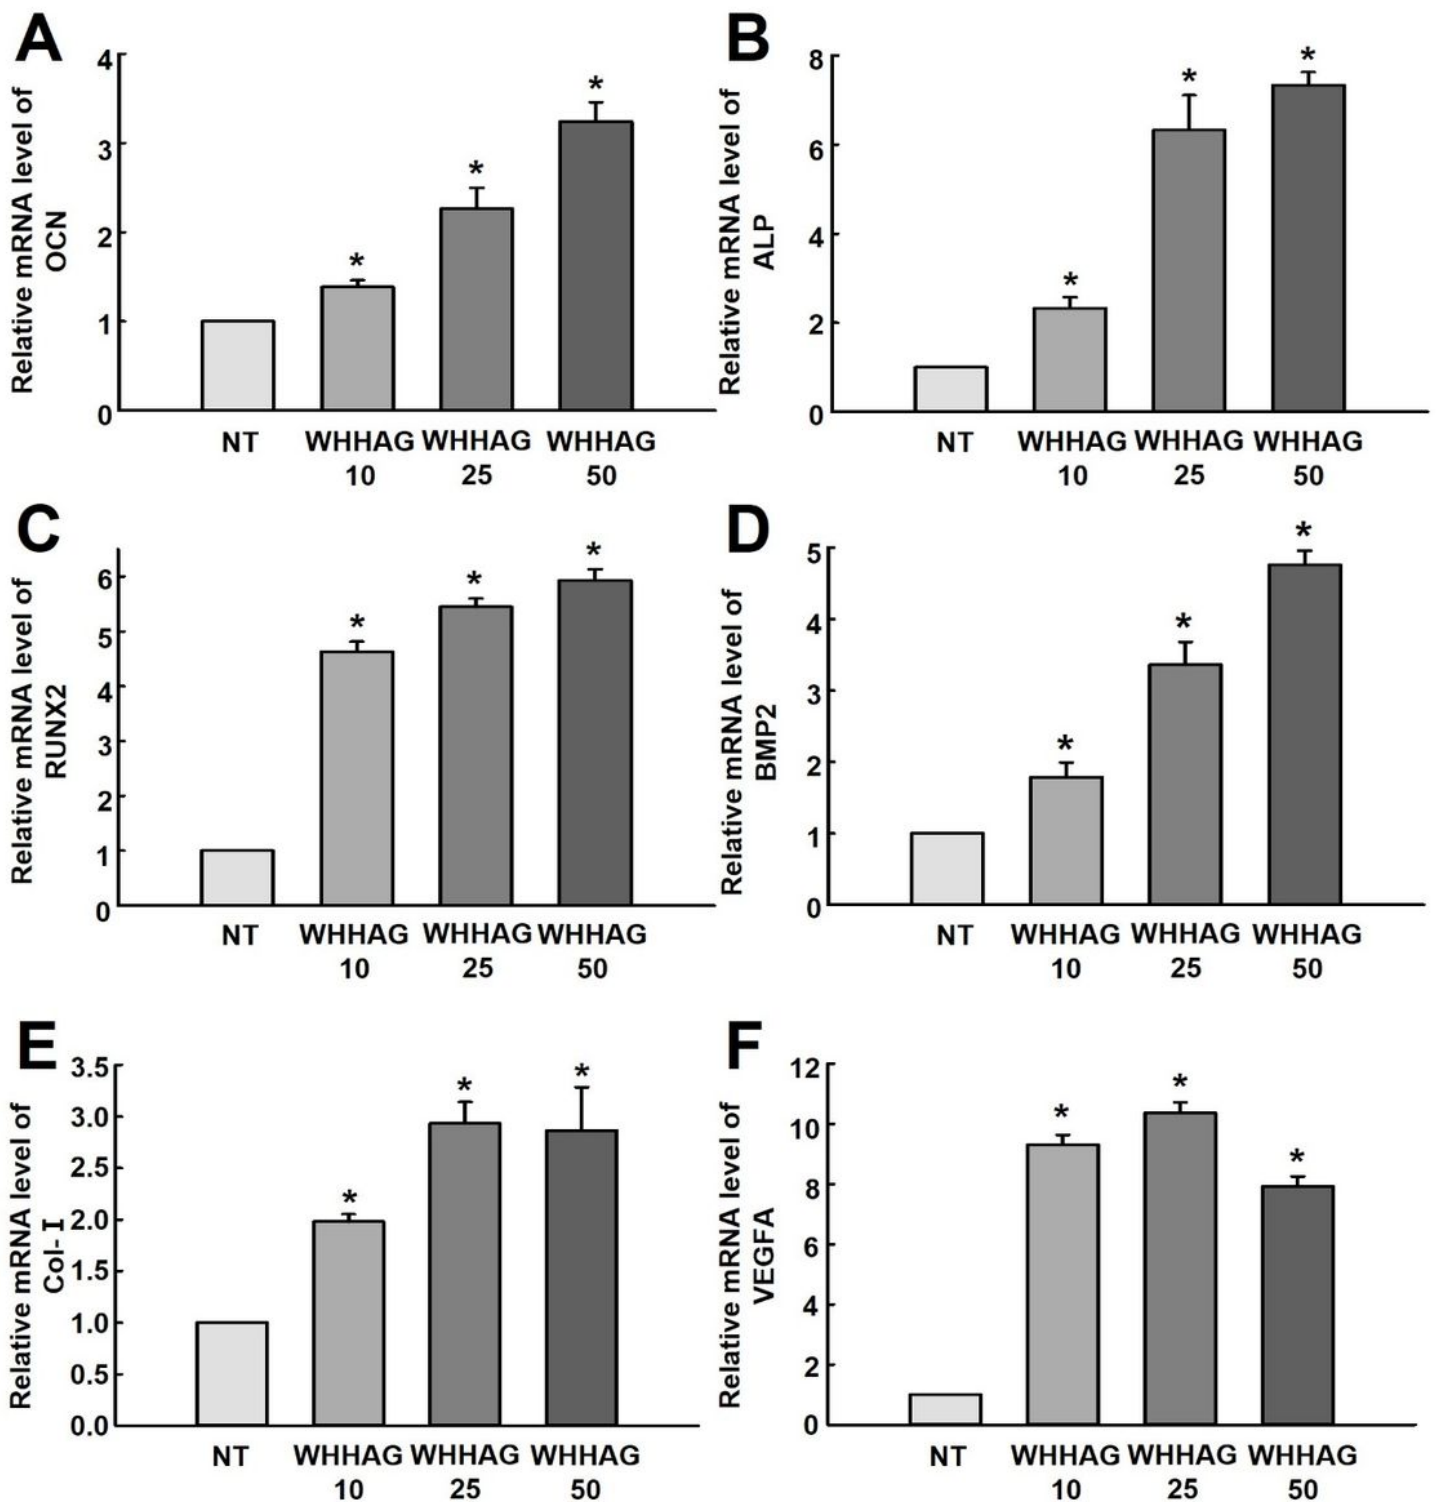 A
Relative mRNA level of
OCN
4
3
2
1
0
*
*
*
NT
WHHAG
10
WHHAG
25
WHHAG
50
B
Relative mRNA level of
ALP
8
6
4
2
0
*
*
*
NT
WHHAG
10
WHHAG
25
WHHAG
50
C
Relative mRNA level of
RUNX2
6
5
4
3
2
1
0
*
*
*
NT
WHHAG
10
WHHAG
25
WHHAG
50
D
Relative mRNA level of
BMP2
5
4
3
2
1
0
*
*
*
NT
WHHAG
10
WHHAG
25
WHHAG
50
E
Relative mRNA level of
Col-I
3.5
3.0
2.5
2.0
1.5
1.0
0.5
0.0
*
*
*
NT
WHHAG
10
WHHAG
25
WHHAG
50
F
Relative mRNA level of
VEGFA
12
10
8
6
4
2
0
*
*
*
NT
WHHAG
10
WHHAG
25
WHHAG
50